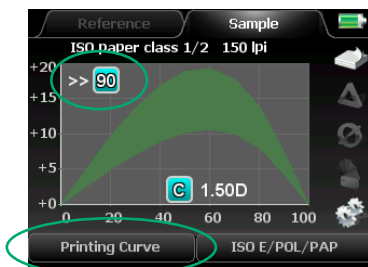 Reference Sample
ISO paper class 1/2 150 lpi
+20
>> 90
+15
+10
+5
C 1.50D
+0
0 20 40 60 80 100
Printing Curve ISO E/POL/PAP